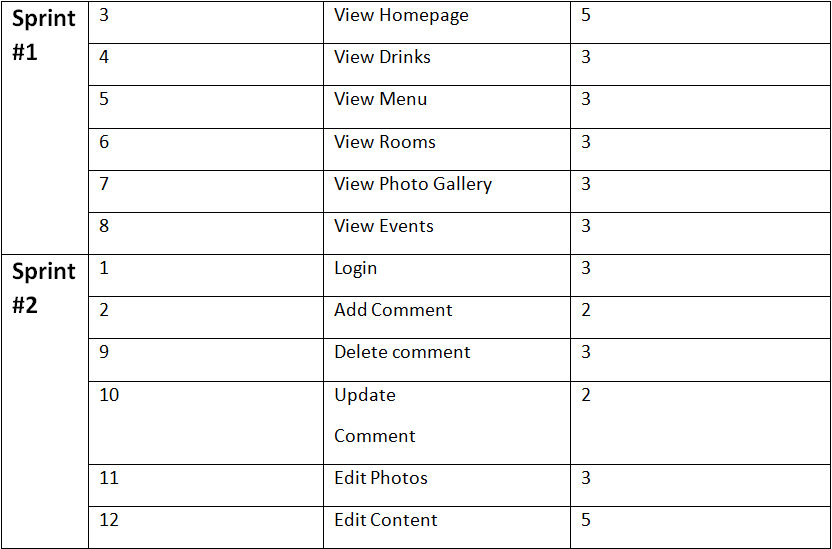 Sprint #1 3 View Homepage 5
4 View Drinks 3
5 View Menu 3
6 View Rooms 3
7 View Photo Gallery 3
8 View Events 3
Sprint #2 1 Login 3
2 Add Comment 2
9 Delete comment 3
10 Update Comment 2
11 Edit Photos 3
12 Edit Content 5